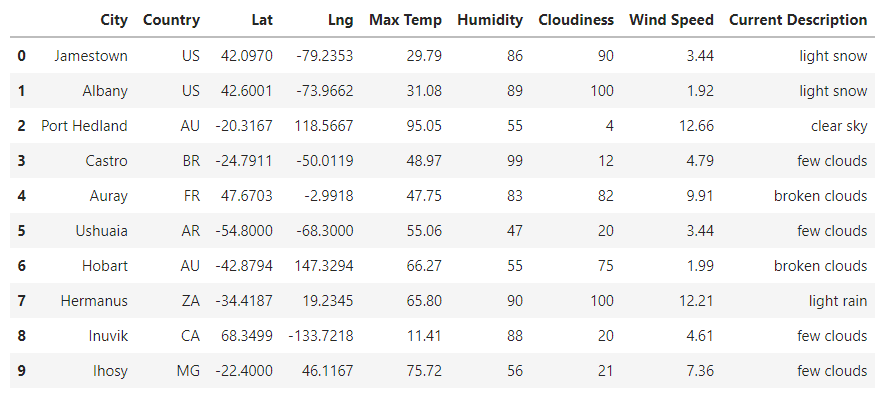 City Country Lat Lng Max Temp Humidity Cloudiness Wind Speed Current Description
0 Jamestown US 42.0970 -79.2353 29.79 86 90 3.44 light snow
1 Albany US 42.6001 -73.9662 31.08 89 100 1.92 light snow
2 Port Hedland AU -20.3167 118.5667 95.05 55 4 12.66 clear sky
3 Castro BR -24.7911 -50.0119 48.97 99 12 4.79 few clouds
4 Auray FR 47.6703 -2.9918 47.75 83 82 9.91 broken clouds
5 Ushuaia AR -54.8000 -68.3000 55.06 47 20 3.44 few clouds
6 Hobart AU -42.8794 147.3294 66.27 55 75 1.99 broken clouds
7 Hermanus ZA -34.4187 19.2345 65.80 90 100 12.21 light rain
8 Inuvik CA 68.3499 -133.7218 11.41 88 20 4.61 few clouds
9 Ihosy MG -22.4000 46.1167 75.72 56 21 7.36 few clouds